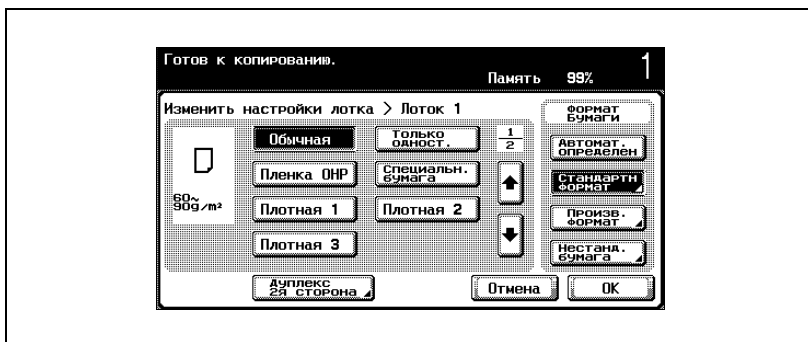 Готов к копированию.
Память 99% 1
Изменить настройки лотка > Лоток 1
Формат
Бумаги
Обычная
Только
одност.
1
2
Автомат.
определен
Пленка OHP
Специальн.
бумага
Стандартн
формат
60~
90g/m²
Плотная 1
Плотная 2
Произв.
формат
Плотная 3
Нестанд.
бумага
Дуплекс
2я сторона
Отмена
OK